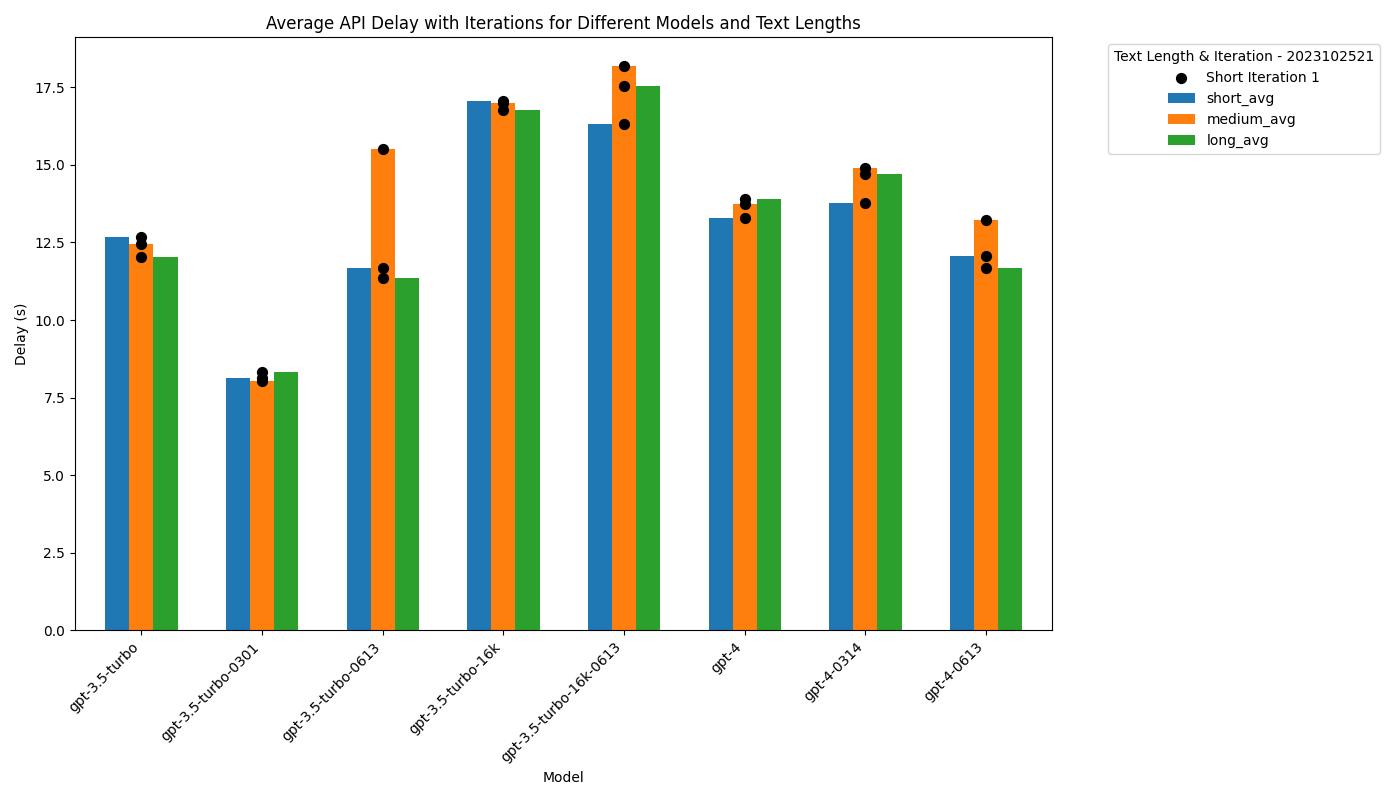 Average API Delay with Iterations for Different Models and Text Lengths
Text Length & Iteration - 2023102521
Short Iteration 1
short_avg
medium_avg
long_avg
Delay (s)
17.5
15.0
12.5
10.0
7.5
5.0
2.5
0.0
gpt-3.5-turbo
gpt-3.5-turbo-0301
gpt-3.5-turbo-0613
gpt-3.5-turbo-16k
gpt-3.5-turbo-16k-0613
gpt-4
gpt-4-0314
gpt-4-0613
Model